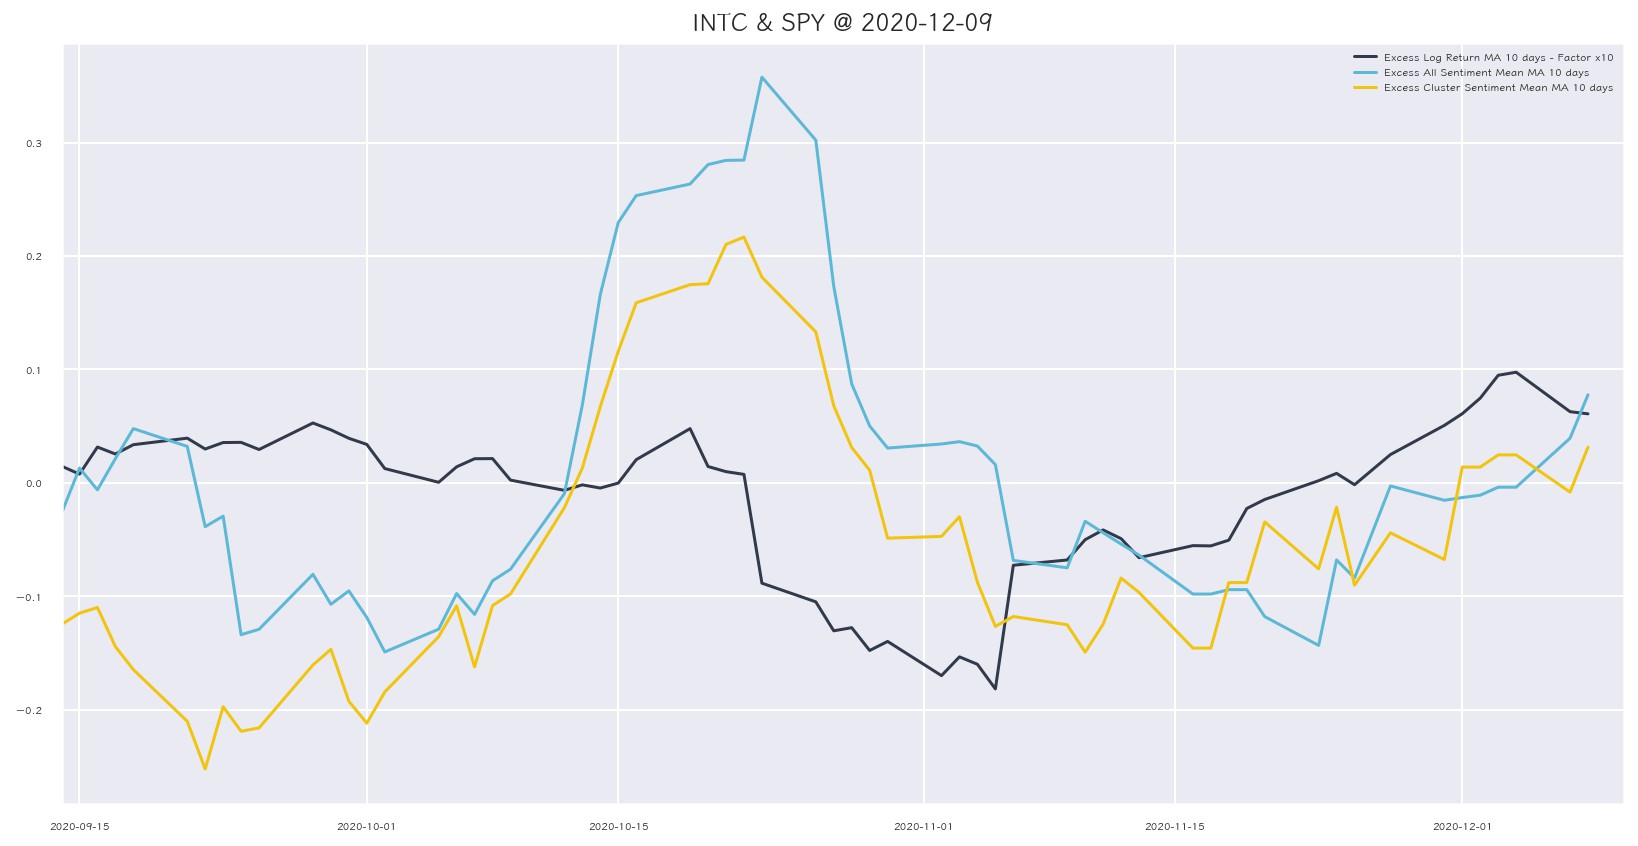 INTC & SPY @ 2020-12-09
Excess Log Return MA 10 days - Factor x10
Excess All Sentiment Mean MA 10 days
Excess Cluster Sentiment Mean MA 10 days
0.3
0.2
0.1
0.0
−0.1
−0.2
2020-09-15 2020-10-01 2020-10-15 2020-11-01 2020-11-15 2020-12-01